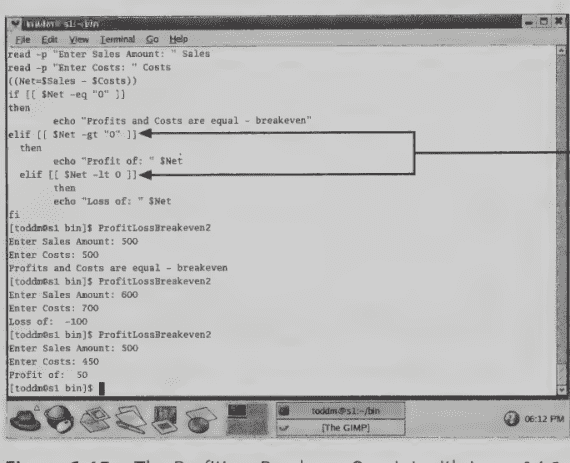 toddm@s1:~/bin
File Edit View Terminal Go Help
read -p "Enter Sales Amount: " Sales
read -p "Enter Costs: " Costs
((Net=$Sales - $Costs))
if [[ $Net -eq "0" ]]
then
echo "Profits and Costs are equal - breakeven"
elif [[ $Net -gt "0" ]]
then
echo "Profit of: " $Net
elif [[ $Net -lt 0 ]]
then
echo "Loss of: " $Net
fi
[toddm@s1 bin]$ ProfitLossBreakeven2
Enter Sales Amount: 500
Enter Costs: 500
Profits and Costs are equal - breakeven
[toddm@s1 bin]$ ProfitLossBreakeven2
Enter Sales Amount: 600
Enter Costs: 700
Loss of: -100
[toddm@s1 bin]$ ProfitLossBreakeven2
Enter Sales Amount: 500
Enter Costs: 450
Profit of: 50
[toddm@s1 bin]$
toddm@s1:~/bin
[The GIMP]
06:12 PM